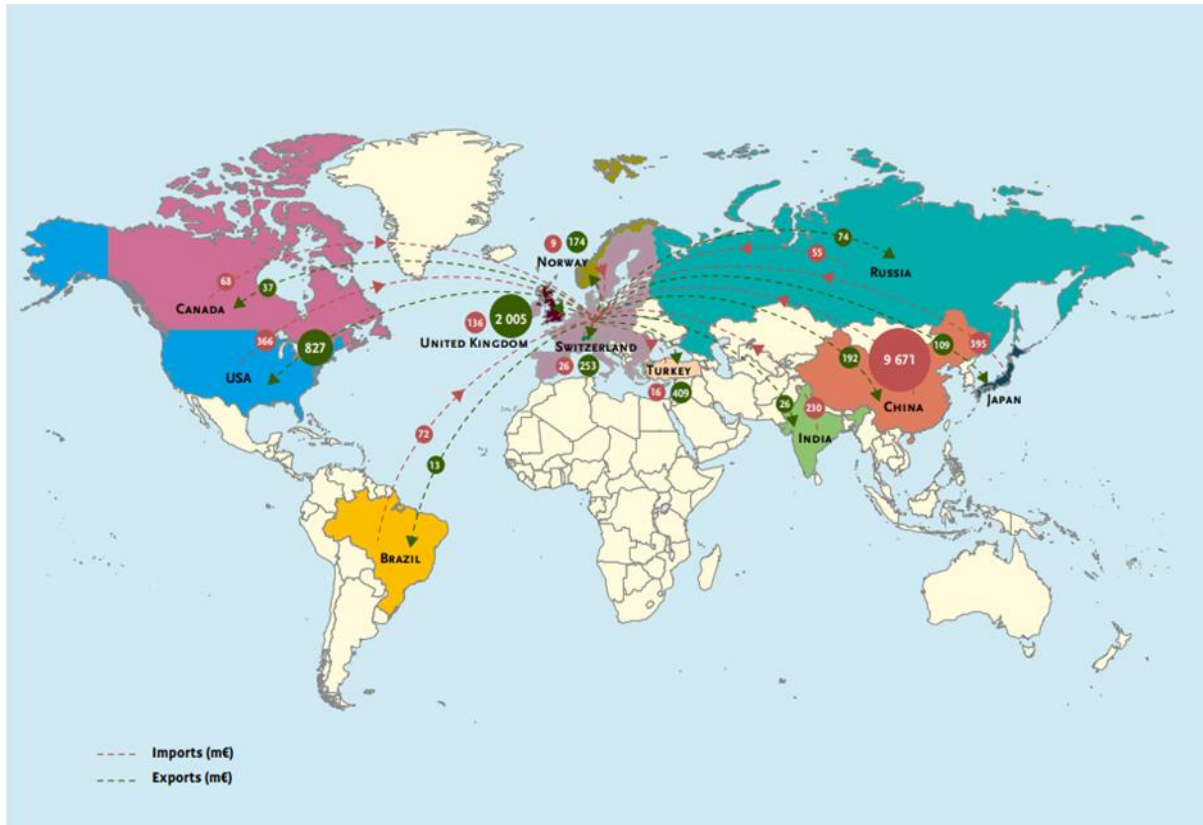 74
9
174
55
NORWAY
RUSSIA
68
37
CANADA
2 005
136
366
UNITED KINGDOM
SWITZERLAND
109
395
827
192
9 671
26
253
TURKEY
USA
16
409
JAPAN
26
230
CHINA
INDIA
72
13
BRAZIL
Imports (m€)
Exports (m€)